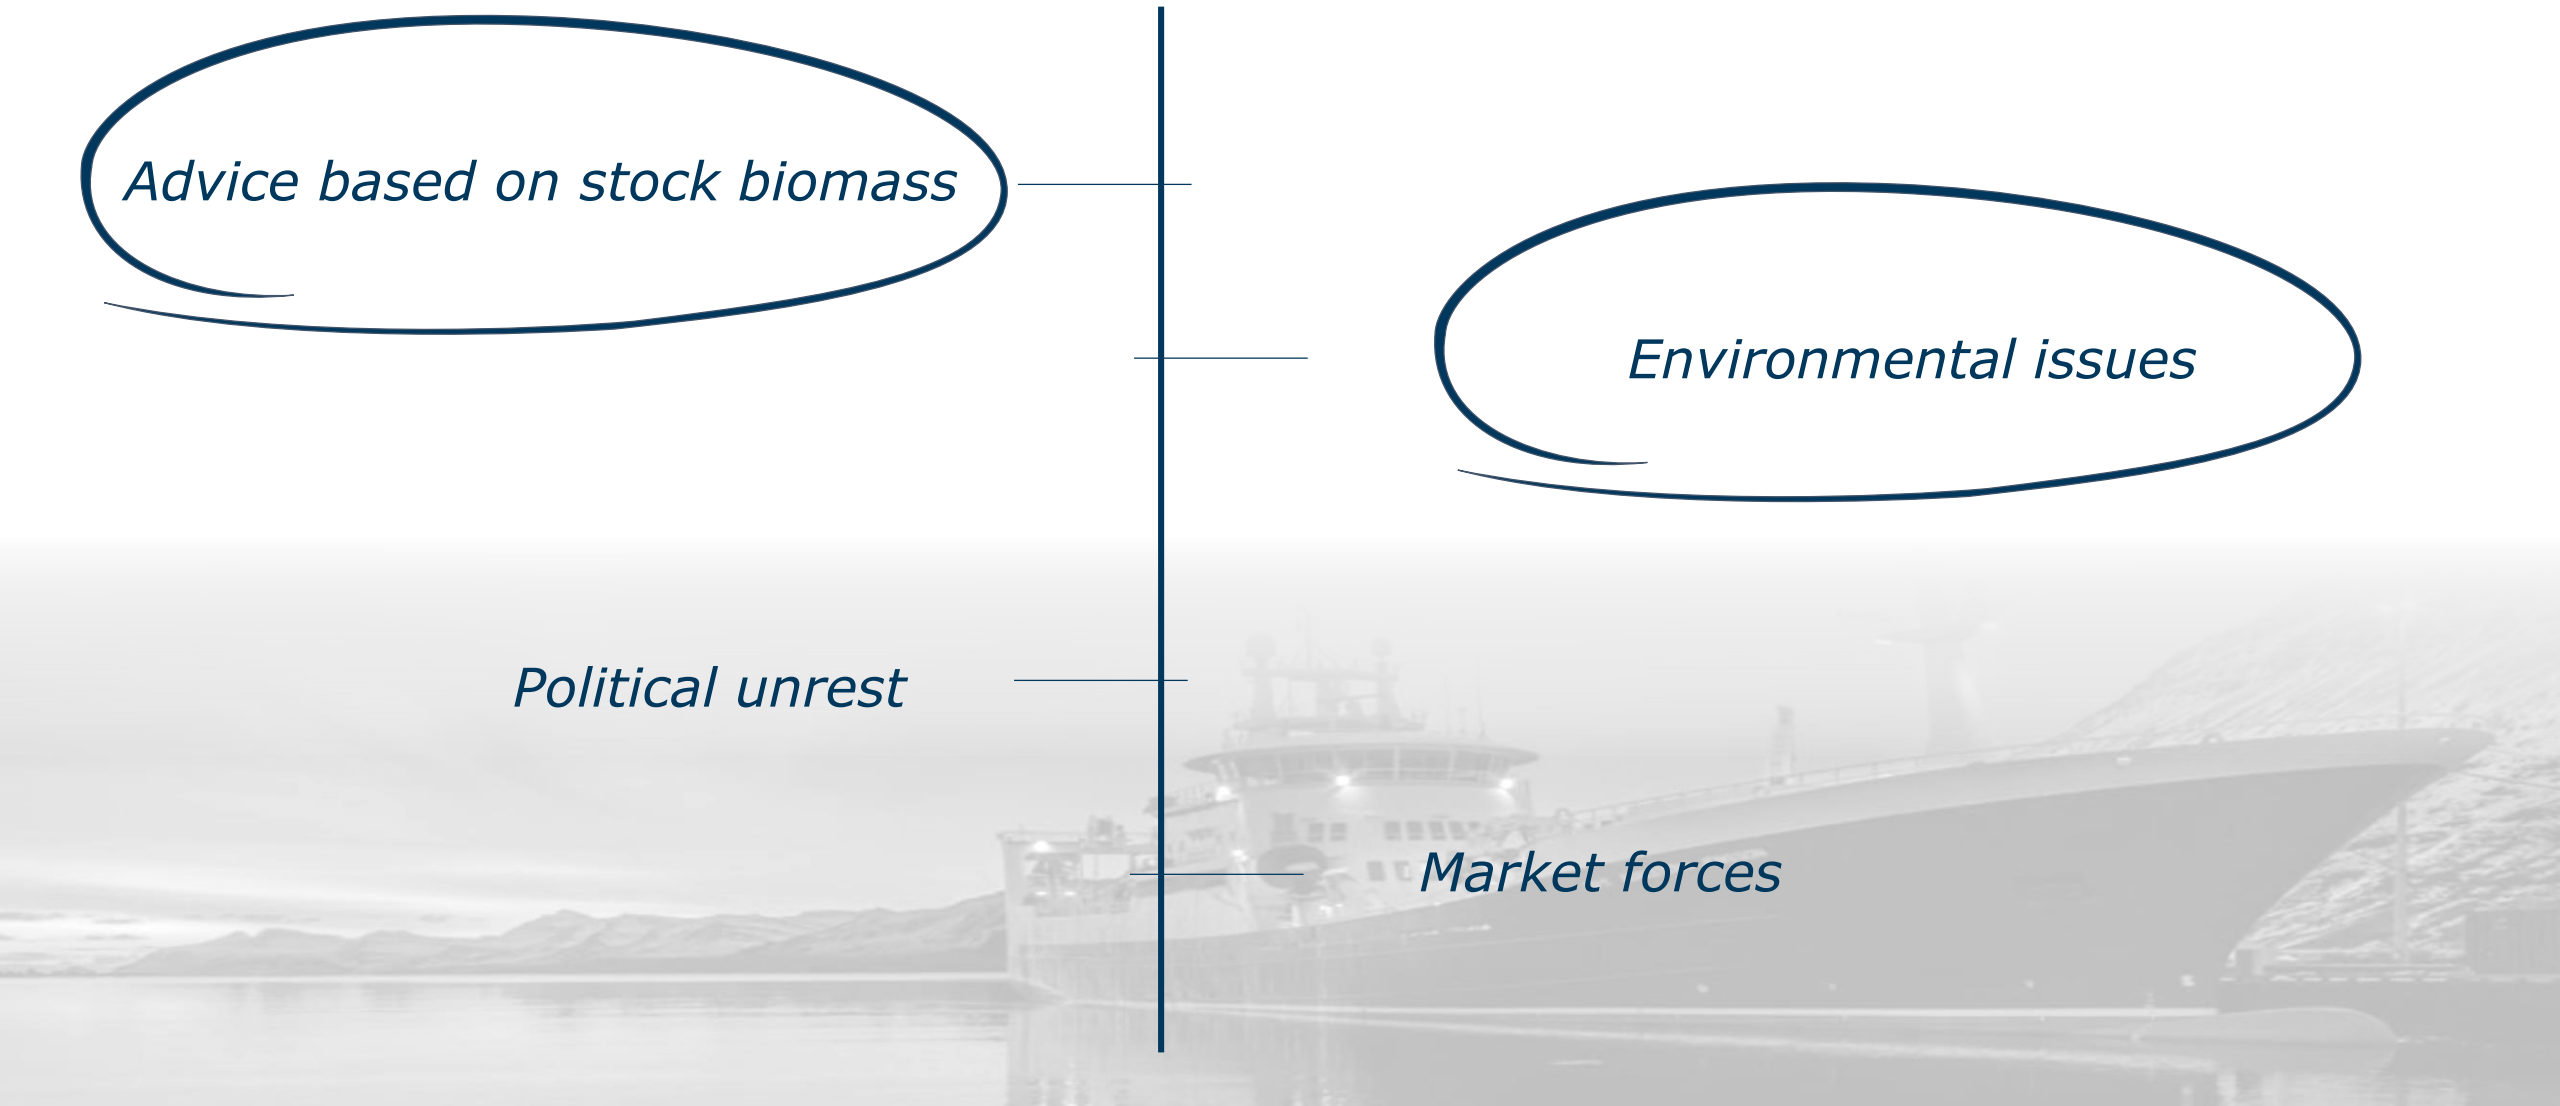 Advice based on stock biomass
Environmental issues
Political unrest
Market forces